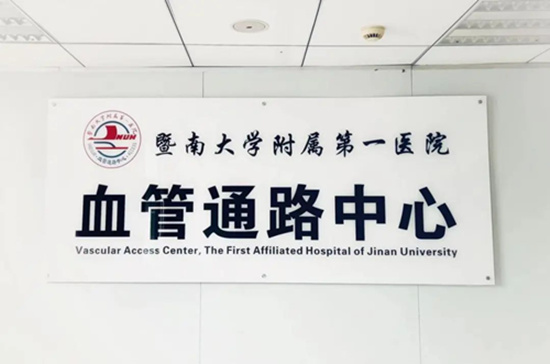 暨南大学附属第一医院
血管通路中心
Vascular Access Center, The First Affiliated Hospital of Jinan University
JNUH